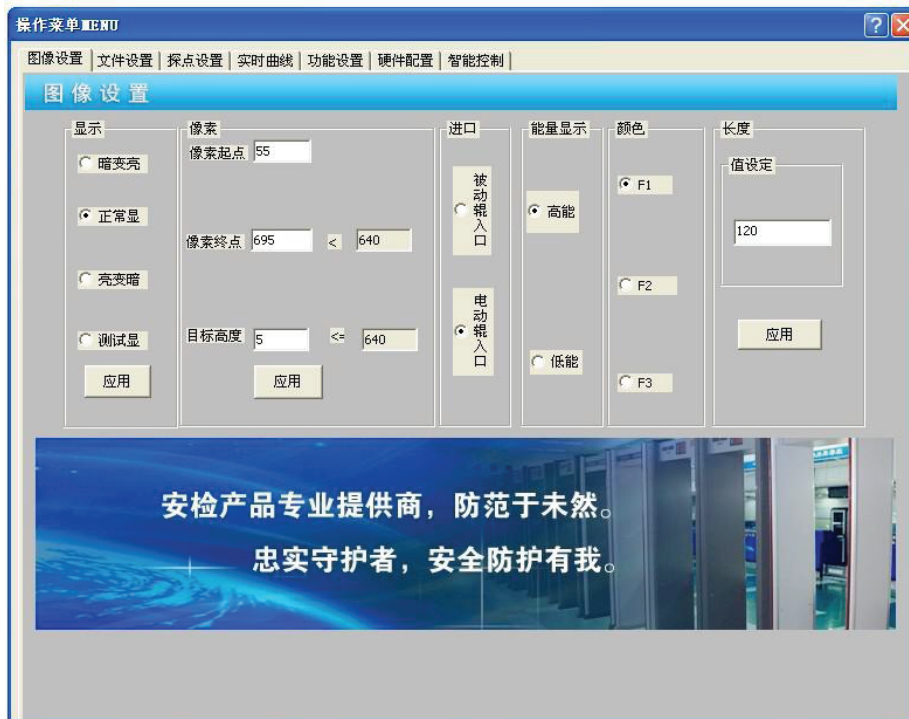 操作菜单MENU
图像设置 文件设置 探点设置 实时曲线 功能设置 硬件配置 智能控制
图像设置
显示
暗变亮
正常显
亮变暗
测试显
应用
像素
像素起点 55
像素终点 695 < 640
目标高度 5 <= 640
应用
进口
被动辊入口
电动辊入口
能量显示
高能
低能
颜色
F1
F2
F3
长度
值设定
120
应用
安检产品专业提供商，防范于未然。
忠实守护者，安全防护有我。